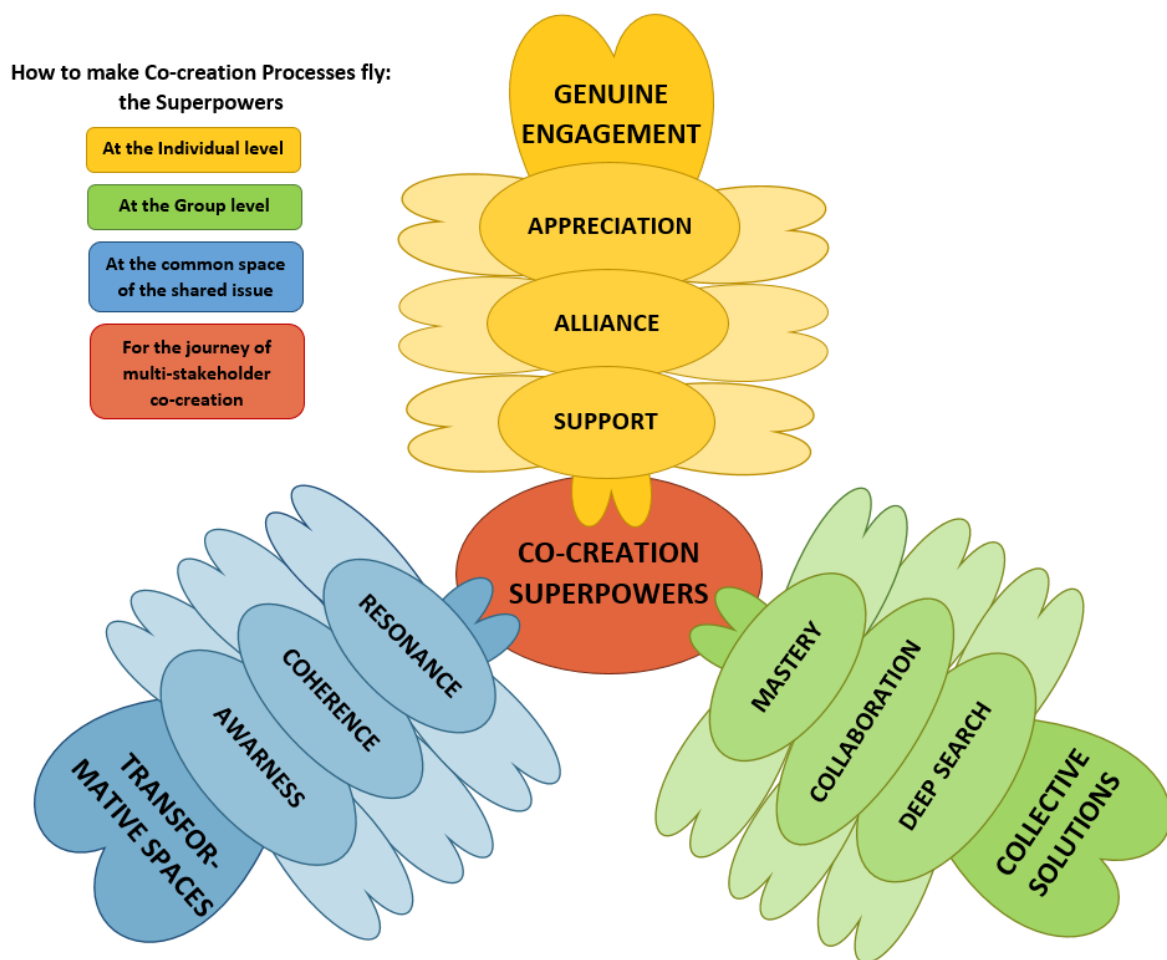 How to make Co-creation Processes fly:
the Superpowers
At the Individual level
At the Group level
At the common space
of the shared issue
For the journey of
multi-stakeholder
co-creation
GENUINE
ENGAGEMENT
APPRECIATION
ALLIANCE
SUPPORT
CO-CREATION
SUPERPOWERS
RESONANCE
COHERENCE
AWARNESS
TRANSFOR-
MATIVE SPACES
MASTERY
COLLABORATION
DEEP SEARCH
COLLECTIVE
SOLUTIONS